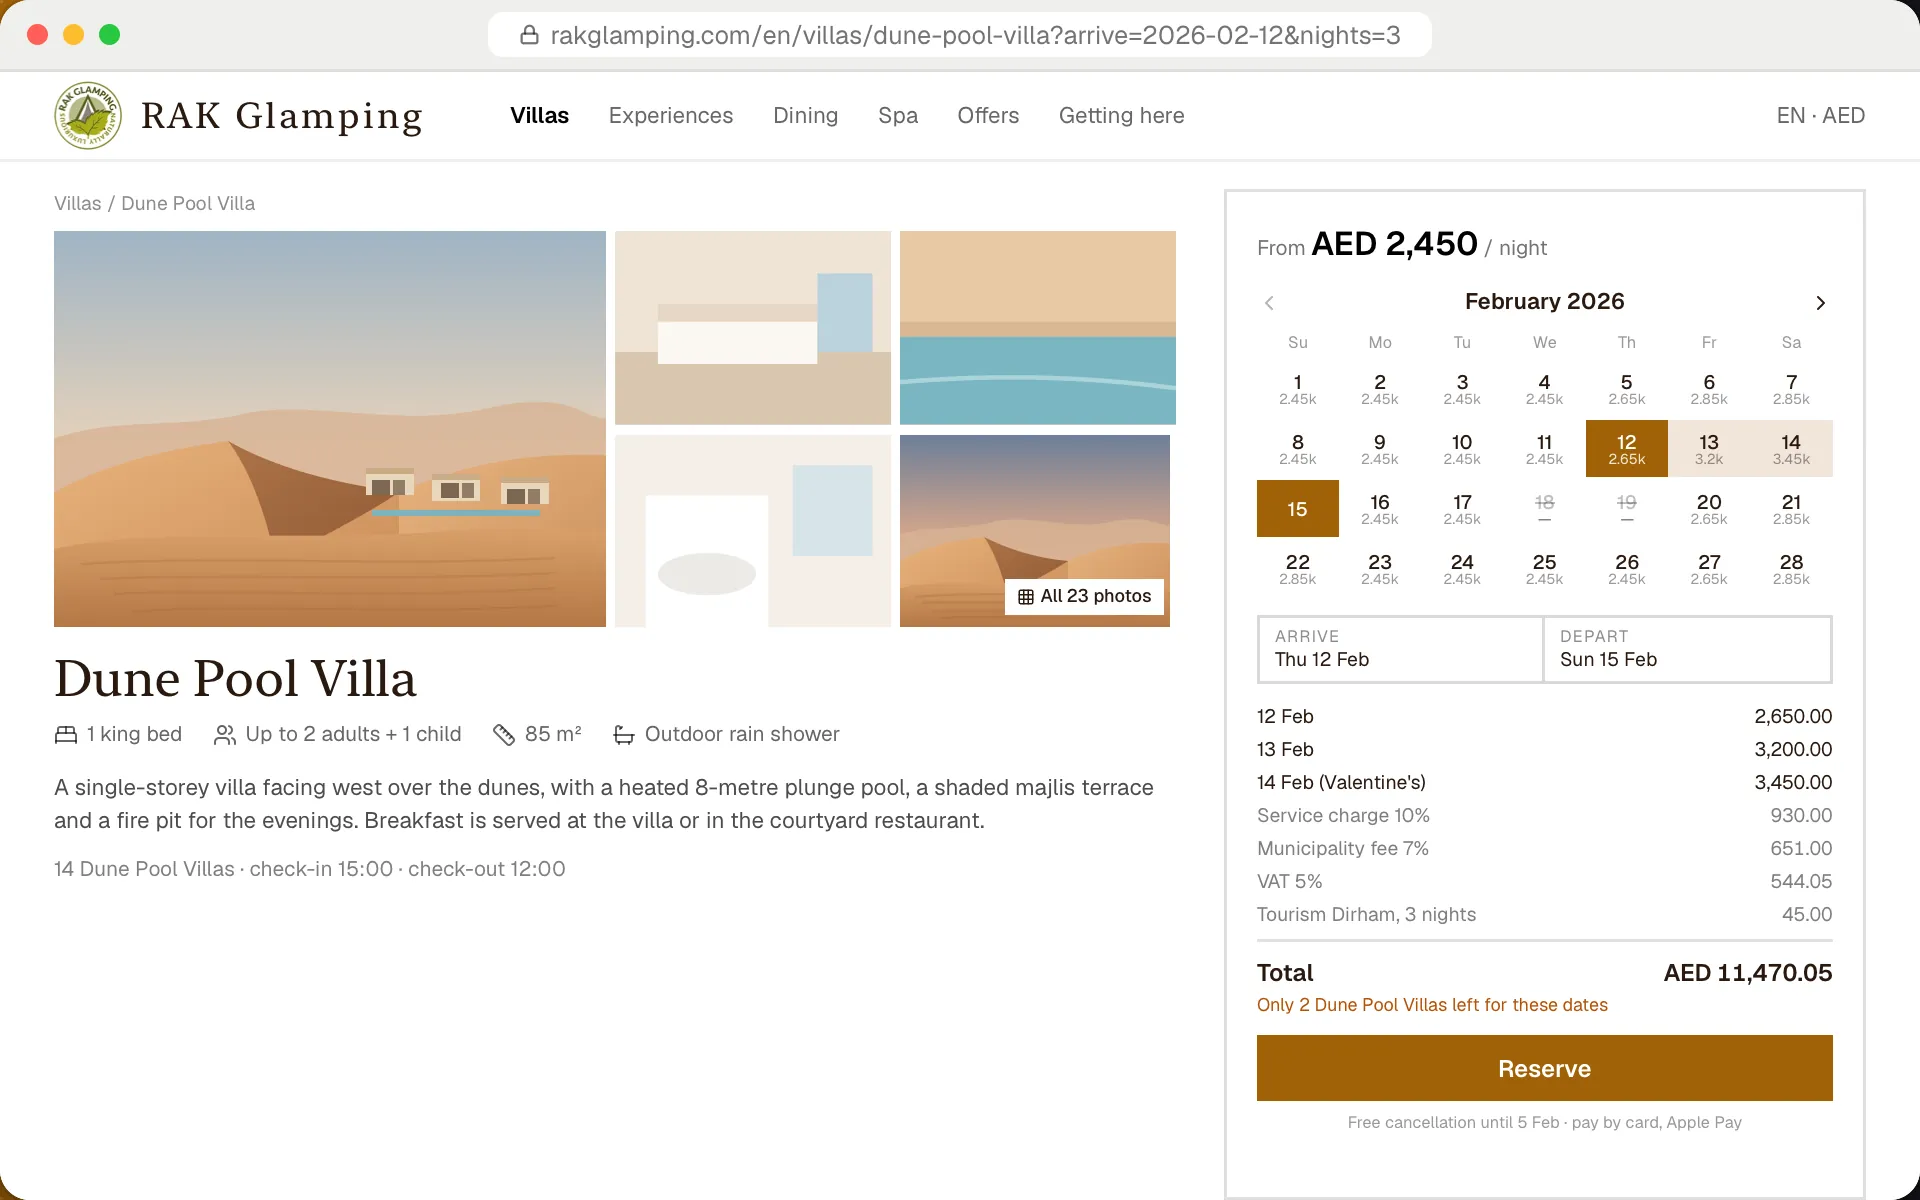 rakglamping.com/en/villas/dune-pool-villa?arrive=2026-02-12&nights=3
RAK GLAMPING NATURALLY LUXURIOUS
RAK Glamping
Villas Experiences Dining Spa Offers Getting here
EN · AED
Villas / Dune Pool Villa
All 23 photos
Dune Pool Villa
1 king bed Up to 2 adults + 1 child 85 m² Outdoor rain shower
A single-storey villa facing west over the dunes, with a heated 8-metre plunge pool, a shaded majlis terrace
and a fire pit for the evenings. Breakfast is served at the villa or in the courtyard restaurant.
14 Dune Pool Villas · check-in 15:00 · check-out 12:00
From AED 2,450 / night
February 2026
Su Mo Tu We Th Fr Sa
1 2 3 4 5 6 7
2.45k 2.45k 2.45k 2.45k 2.65k 2.85k 2.85k
8 9 10 11 12 13 14
2.45k 2.45k 2.45k 2.45k 2.65k 3.2k 3.45k
15 16 17 18 19 20 21
2.45k 2.45k — — 2.65k 2.85k
22 23 24 25 26 27 28
2.85k 2.45k 2.45k 2.45k 2.45k 2.65k 2.85k
ARRIVE
Thu 12 Feb
DEPART
Sun 15 Feb
12 Feb 2,650.00
13 Feb 3,200.00
14 Feb (Valentine's) 3,450.00
Service charge 10% 930.00
Municipality fee 7% 651.00
VAT 5% 544.05
Tourism Dirham, 3 nights 45.00
Total AED 11,470.05
Only 2 Dune Pool Villas left for these dates
Reserve
Free cancellation until 5 Feb · pay by card, Apple Pay